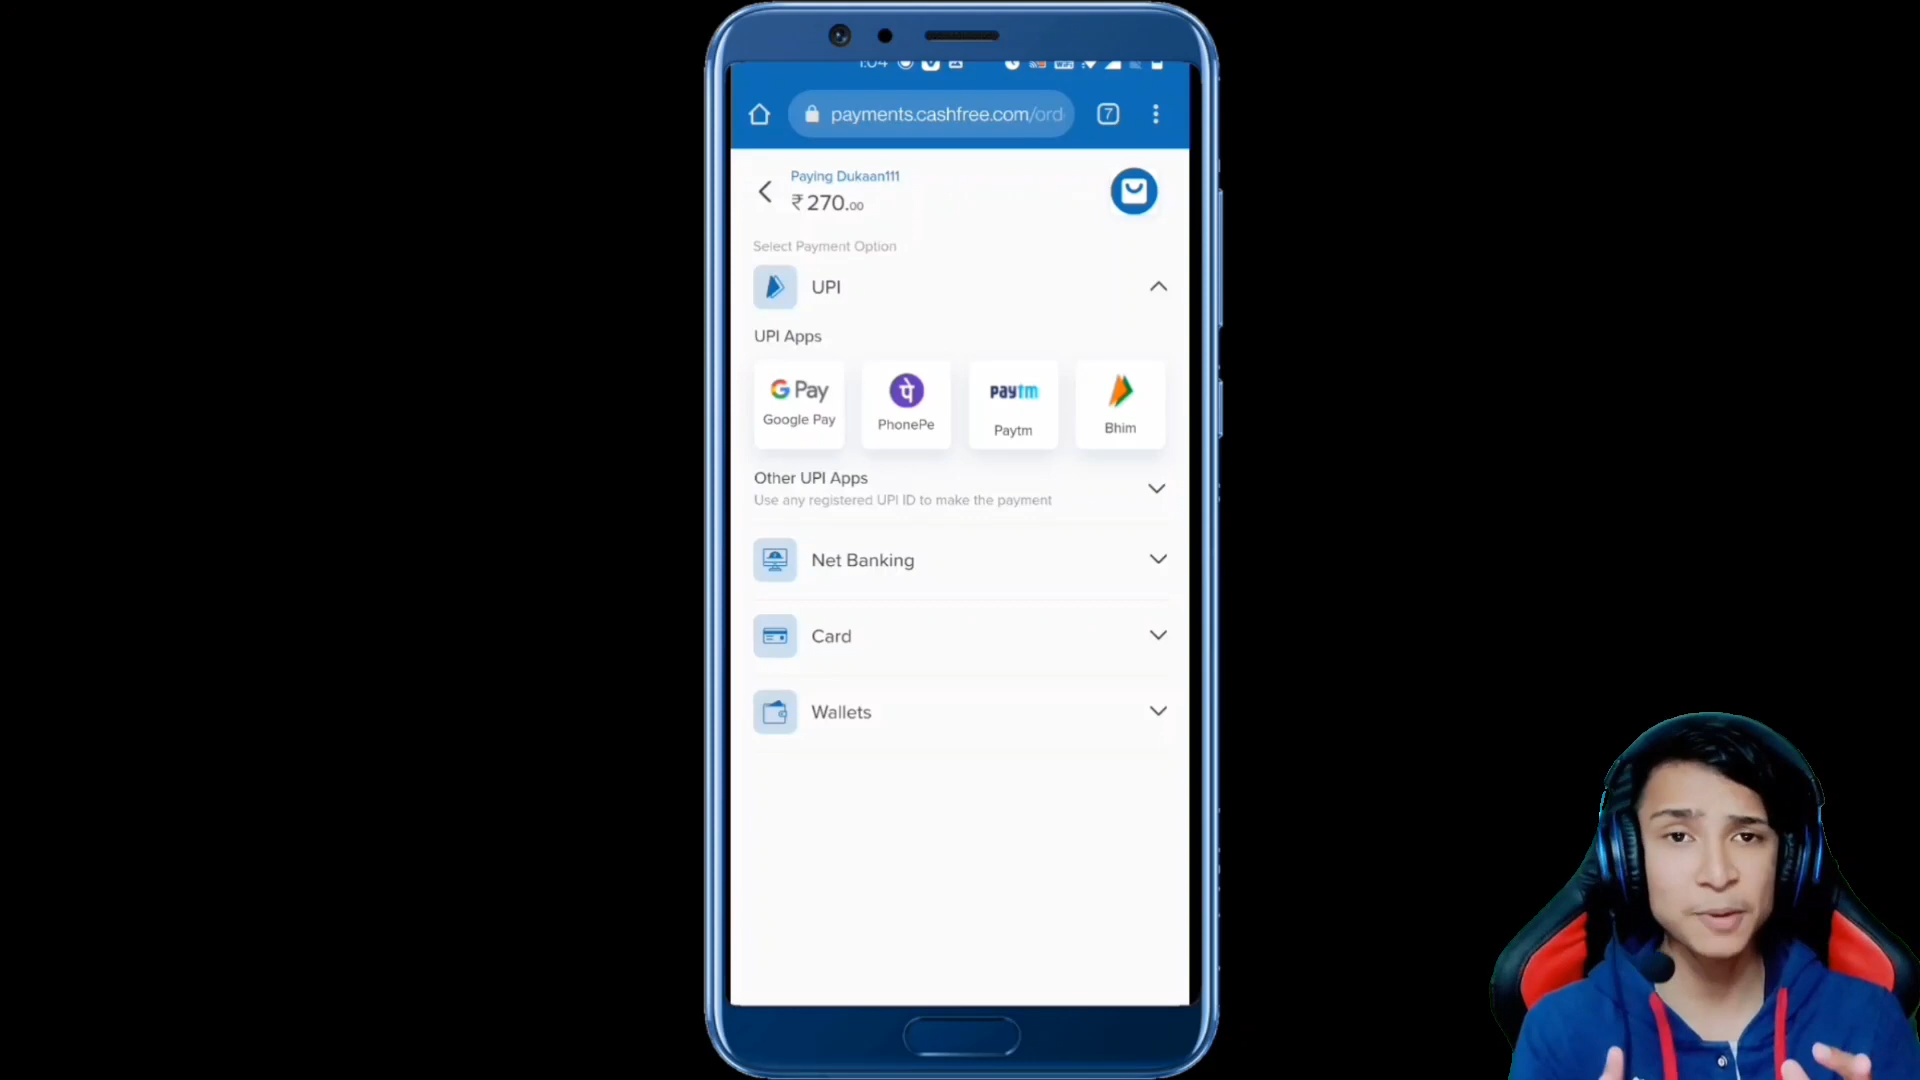 1:04
payments.cashfree.com/ord
7
Paying Dukaan111
₹ 270.00
Select Payment Option
UPI
UPI Apps
G Pay
पे
paytm
Google Pay
PhonePe
Paytm
Bhim
Other UPI Apps
Use any registered UPI ID to make the payment
Net Banking
Card
Wallets